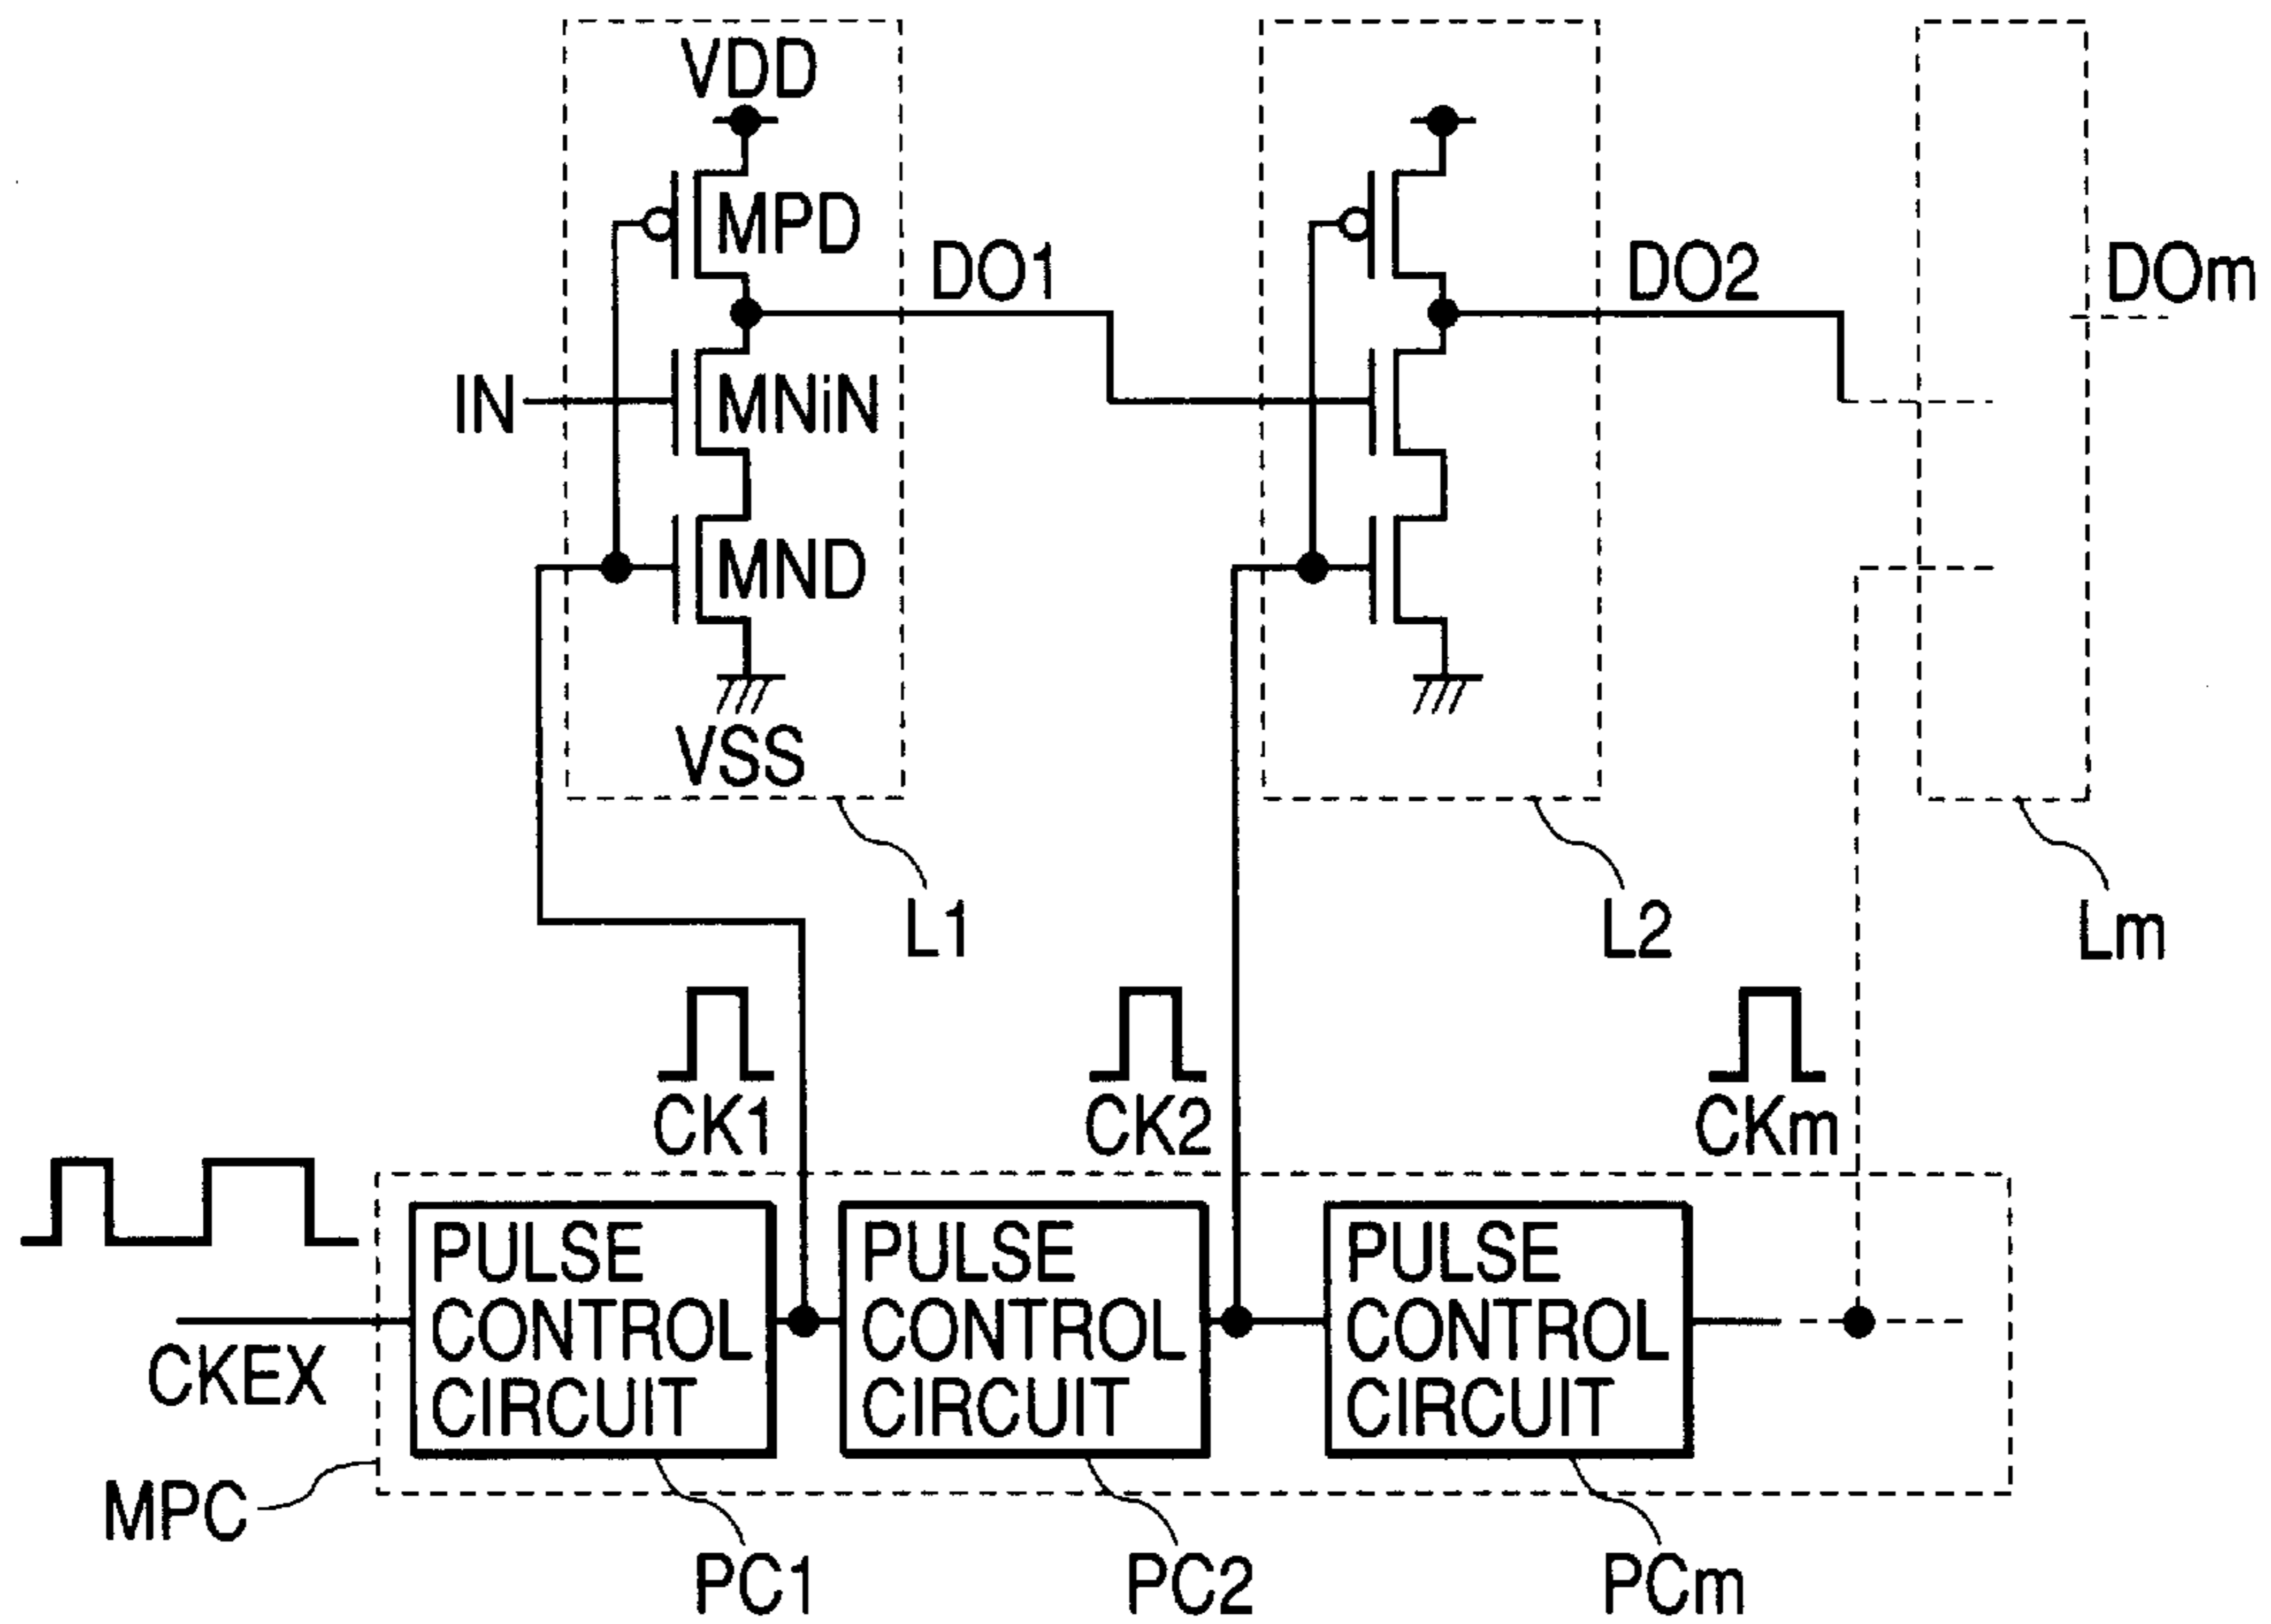 VDD
MPD
DO1
DO2
DOm
IN
MNiN
MND
VSS
L1
L2
Lm
CK1
CK2
CKm
PULSE
CONTROL
CIRCUIT
PULSE
CONTROL
CIRCUIT
PULSE
CONTROL
CIRCUIT
CKEX
MPC
PC1
PC2
PCm